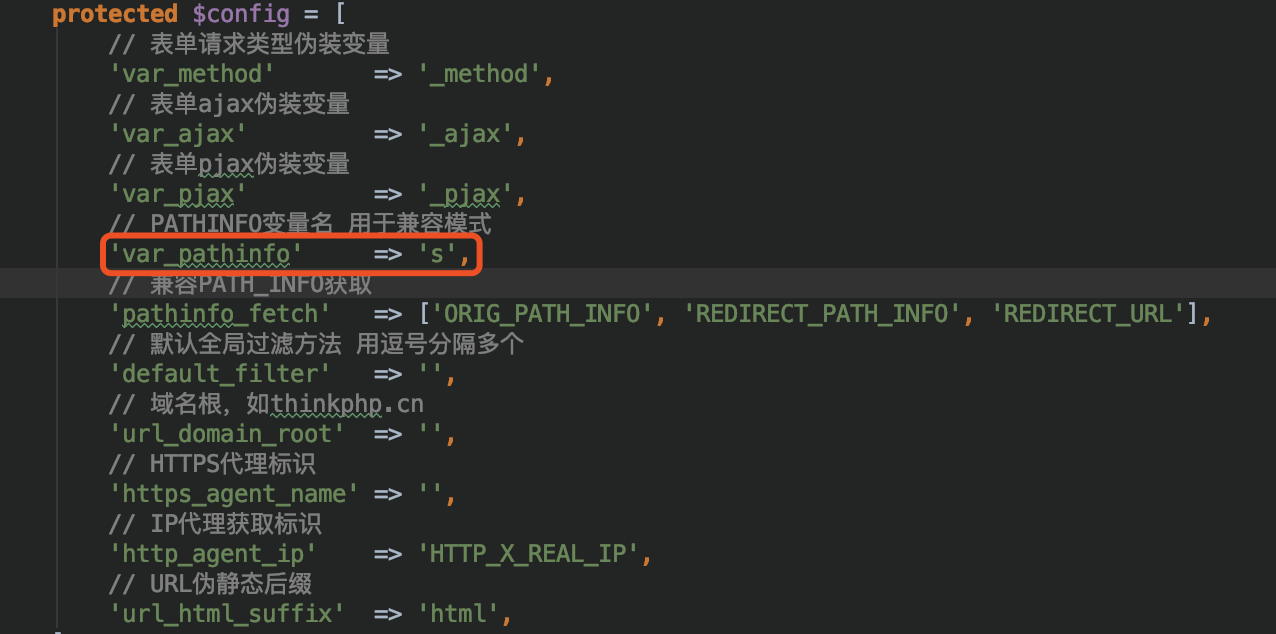 protected $config = [
// 表单请求类型伪装变量
'var_method' => '_method',
// 表单ajax伪装变量
'var_ajax' => '_ajax',
// 表单pjax伪装变量
'var_pjax' => '_pjax',
// PATHINFO变量名 用于兼容模式
'var_pathinfo' => 's',
// 兼容PATH_INFO获取
'pathinfo_fetch' => ['ORIG_PATH_INFO', 'REDIRECT_PATH_INFO', 'REDIRECT_URL'],
// 默认全局过滤方法 用逗号分隔多个
'default_filter' => '',
// 域名根，如thinkphp.cn
'url_domain_root' => '',
// HTTPS代理标识
'https_agent_name' => '',
// IP代理获取标识
'http_agent_ip' => 'HTTP_X_REAL_IP',
// URL伪静态后缀
'url_html_suffix' => 'html',